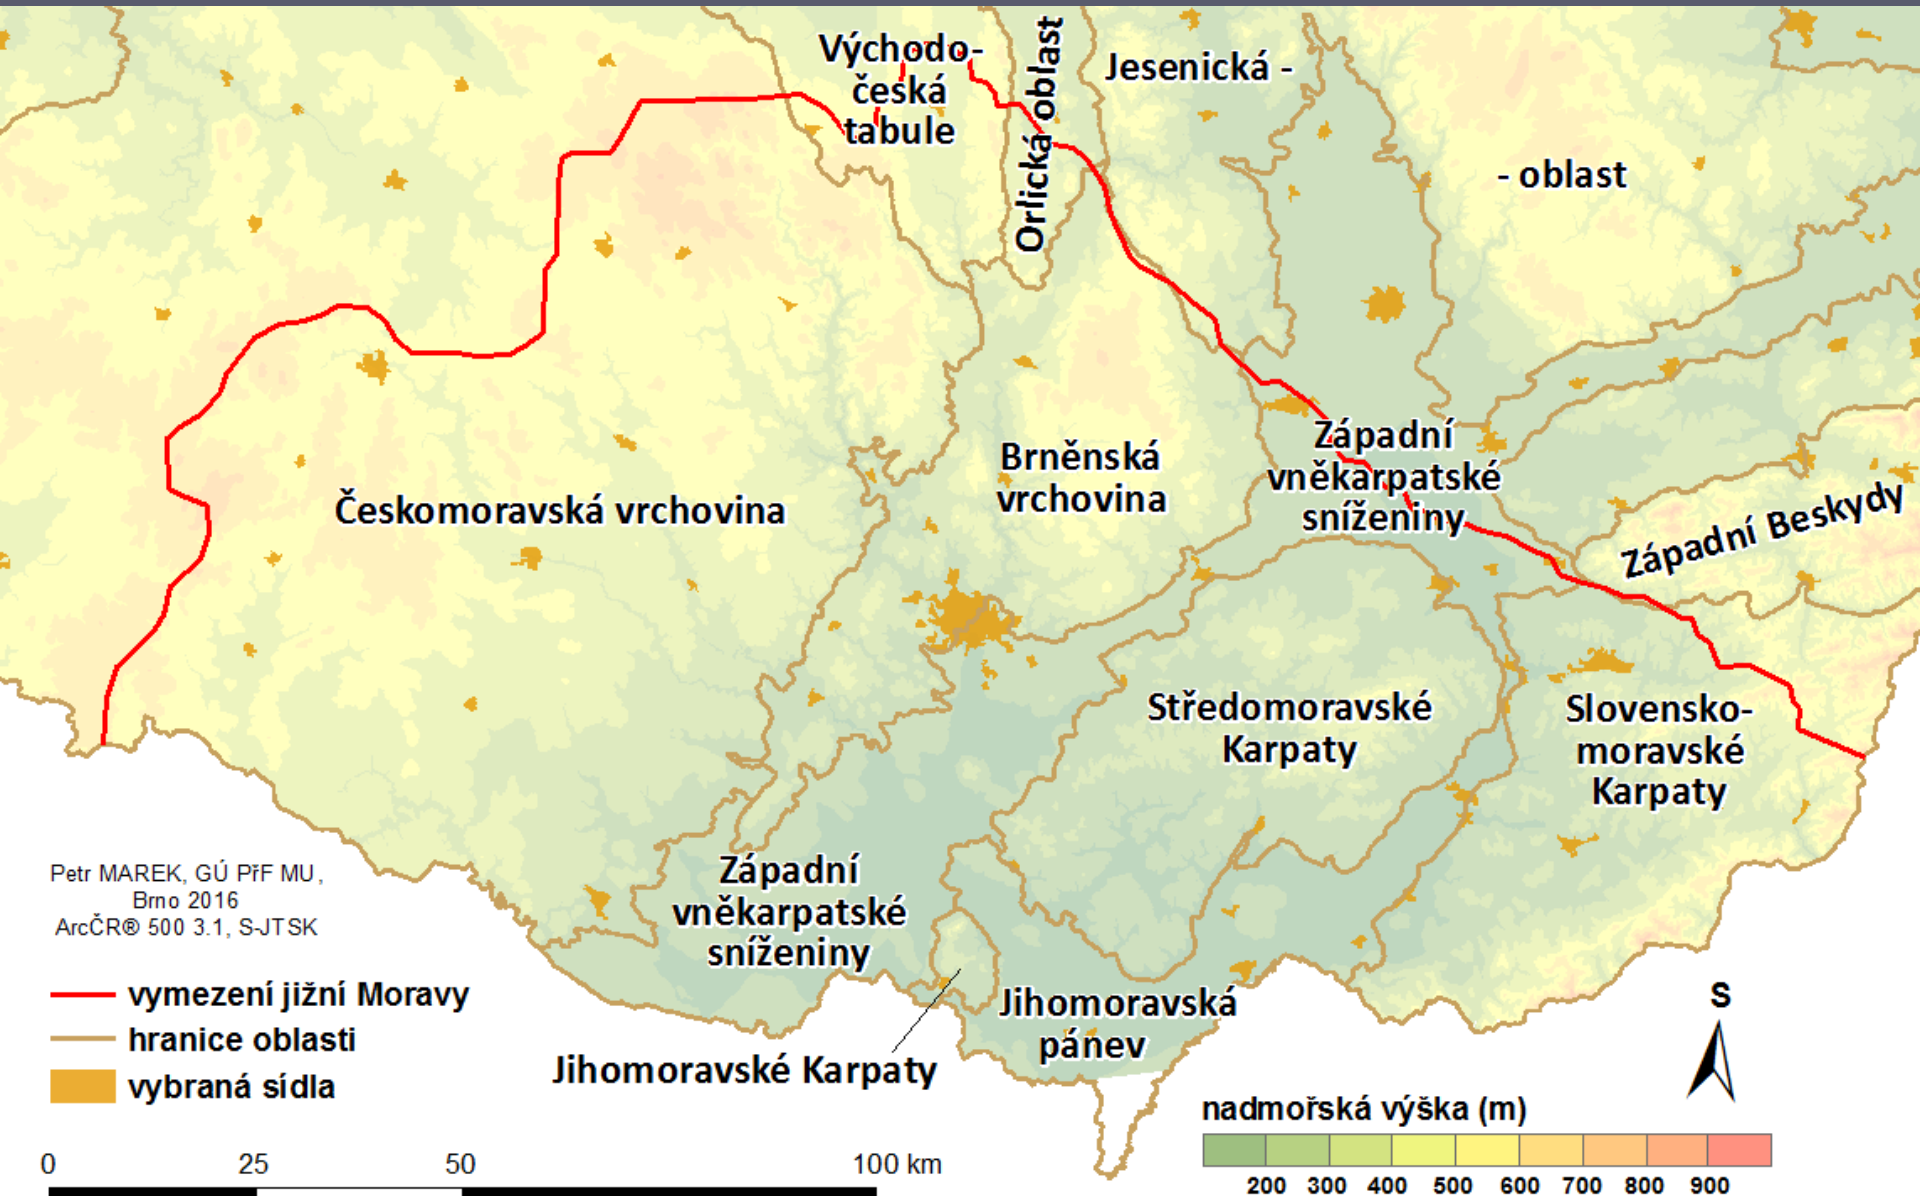 Východo-
česká
tabule
Orlická oblast
Jesenická -
- oblast
Českomoravská vrchovina
Brněnská
vrchovina
Západní
vněkarpatské
sníženiny
Západní Beskydy
Středomoravské
Karpaty
Slovensko-
moravské
Karpaty
Západní
vněkarpatské
sníženiny
Jihomoravská
pánev
Jihomoravské Karpaty
Petr MAREK, GÚ PřF MU,
Brno 2016
ArcČR® 500 3.1, S-JTSK
vymezení jižní Moravy
hranice oblasti
vybraná sídla
0 25 50 100 km
S
nadmořská výška (m)
200 300 400 500 600 700 800 900